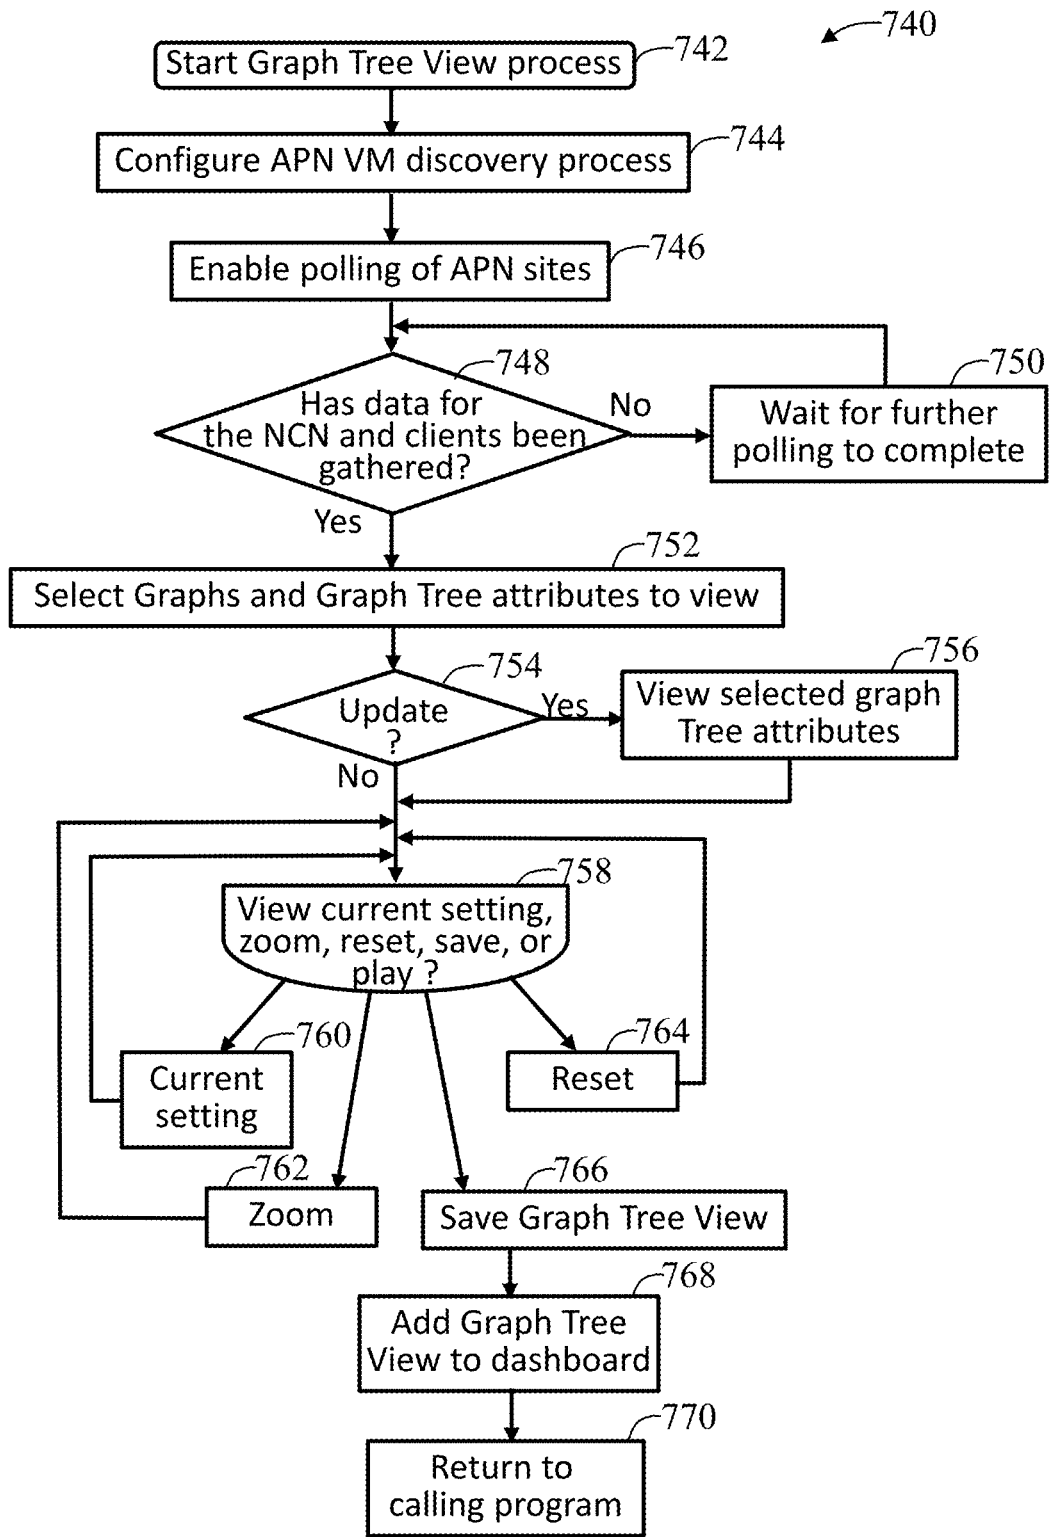 740
Start Graph Tree View process
742
Configure APN VM discovery process
744
Enable polling of APN sites
746
748
Has data for
the NCN and clients been
gathered?
No
Yes
750
Wait for further
polling to complete
752
Select Graphs and Graph Tree attributes to view
754
Update
?
Yes
No
756
View selected graph
Tree attributes
758
View current setting,
zoom, reset, save, or
play ?
760
Current
setting
764
Reset
762
Zoom
766
Save Graph Tree View
768
Add Graph Tree
View to dashboard
770
Return to
calling program